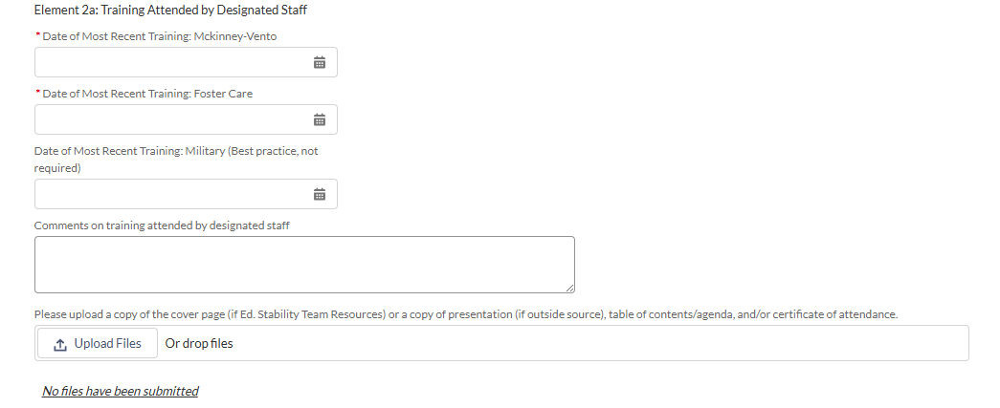 Element 2a: Training Attended by Designated Staff
* Date of Most Recent Training: Mckinney-Vento
* Date of Most Recent Training: Foster Care
Date of Most Recent Training: Military (Best practice, not
required)
Comments on training attended by designated staff
Please upload a copy of the cover page (if Ed. Stability Team Resources) or a copy of presentation (if outside source), table of contents/agenda, and/or certificate of attendance.
Upload Files Or drop files
No files have been submitted